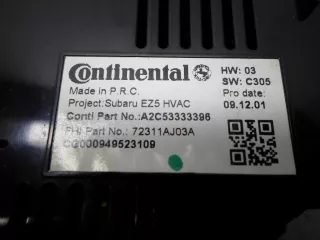 Continental
HW: 03
SW: C305
Made in P.R.C.
Pro date:
Project:Subaru EZ5 HVAC
09.12.01
Conti Part No.:A2C53333396
FHI Part No.: 72311AJ03A
CG000949523109